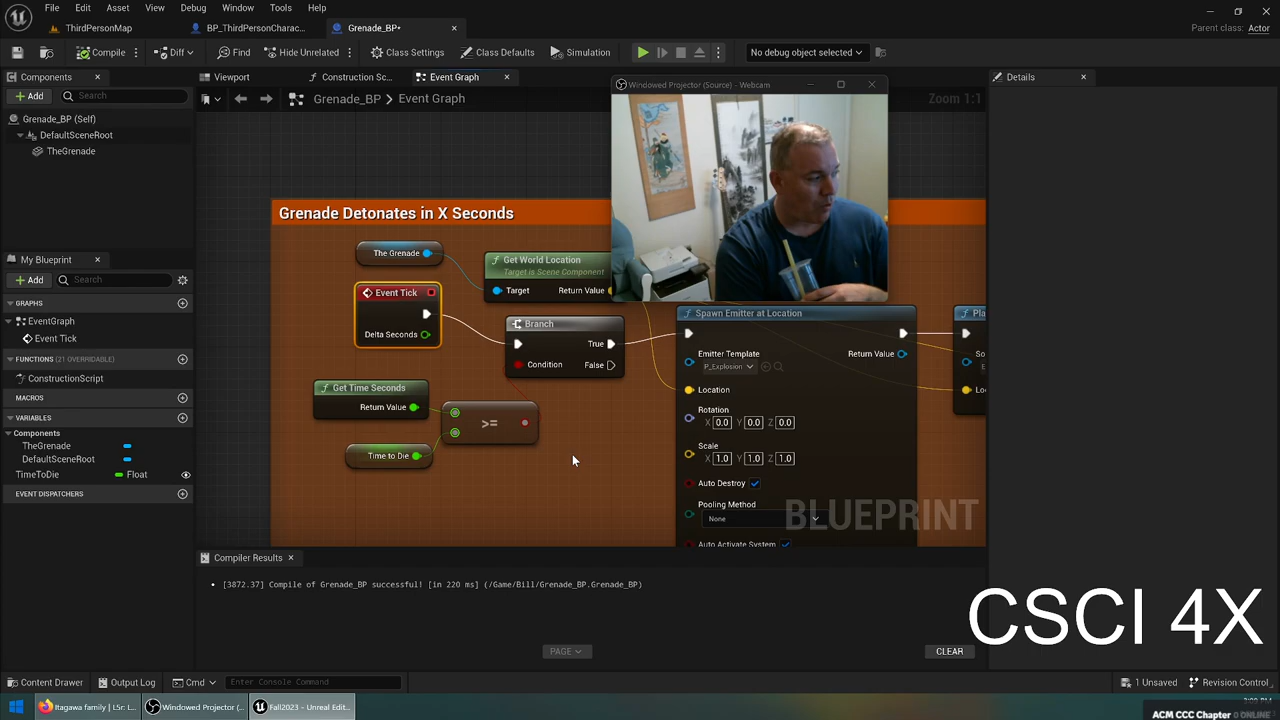 File Edit Asset View Debug Window Tools Help
ThirdPersonMap
BP_ThirdPersonCharac...
Grenade_BP•
Parent class: Actor
Compile
Diff
Find
Hide Unrelated
Class Settings
Class Defaults
Simulation
No debug object selected
Components
Viewport
Construction Sc...
Event Graph
Details
Add
Search
Grenade_BP > Event Graph
Zoom 1:1
Windowed Projector (Source) - Webcam
Grenade_BP (Self)
DefaultSceneRoot
TheGrenade
Grenade Detonates in X Seconds
The Grenade
Get World Location
Target is Scene Component
Target
Return Value
Event Tick
Delta Seconds
Branch
True
Condition
False
Get Time Seconds
Return Value
>=
Time to Die
Spawn Emitter at Location
Emitter Template
P_Explosion
Return Value
Location
Rotation
X 0.0 Y 0.0 Z 0.0
Scale
X 1.0 Y 1.0 Z 1.0
Auto Destroy
Pooling Method
None
Auto Activate System
BLUEPRINT
My Blueprint
Add
Search
GRAPHS
EventGraph
Event Tick
FUNCTIONS (21 OVERRIDABLE)
ConstructionScript
MACROS
VARIABLES
Components
TheGrenade
DefaultSceneRoot
TimeToDie
Float
EVENT DISPATCHERS
Compiler Results
[3872.37] Compile of Grenade_BP successful! [in 220 ms] (/Game/Bill/Grenade_BP.Grenade_BP)
PAGE
CLEAR
CSCI 4X
Content Drawer
Output Log
Cmd
Enter Console Command
1 Unsaved
Revision Control
Itagawa family | L5r: L...
Windowed Projector (...
Fall2023 - Unreal Edit...
ACM CCC Chapter 0 ONLINE